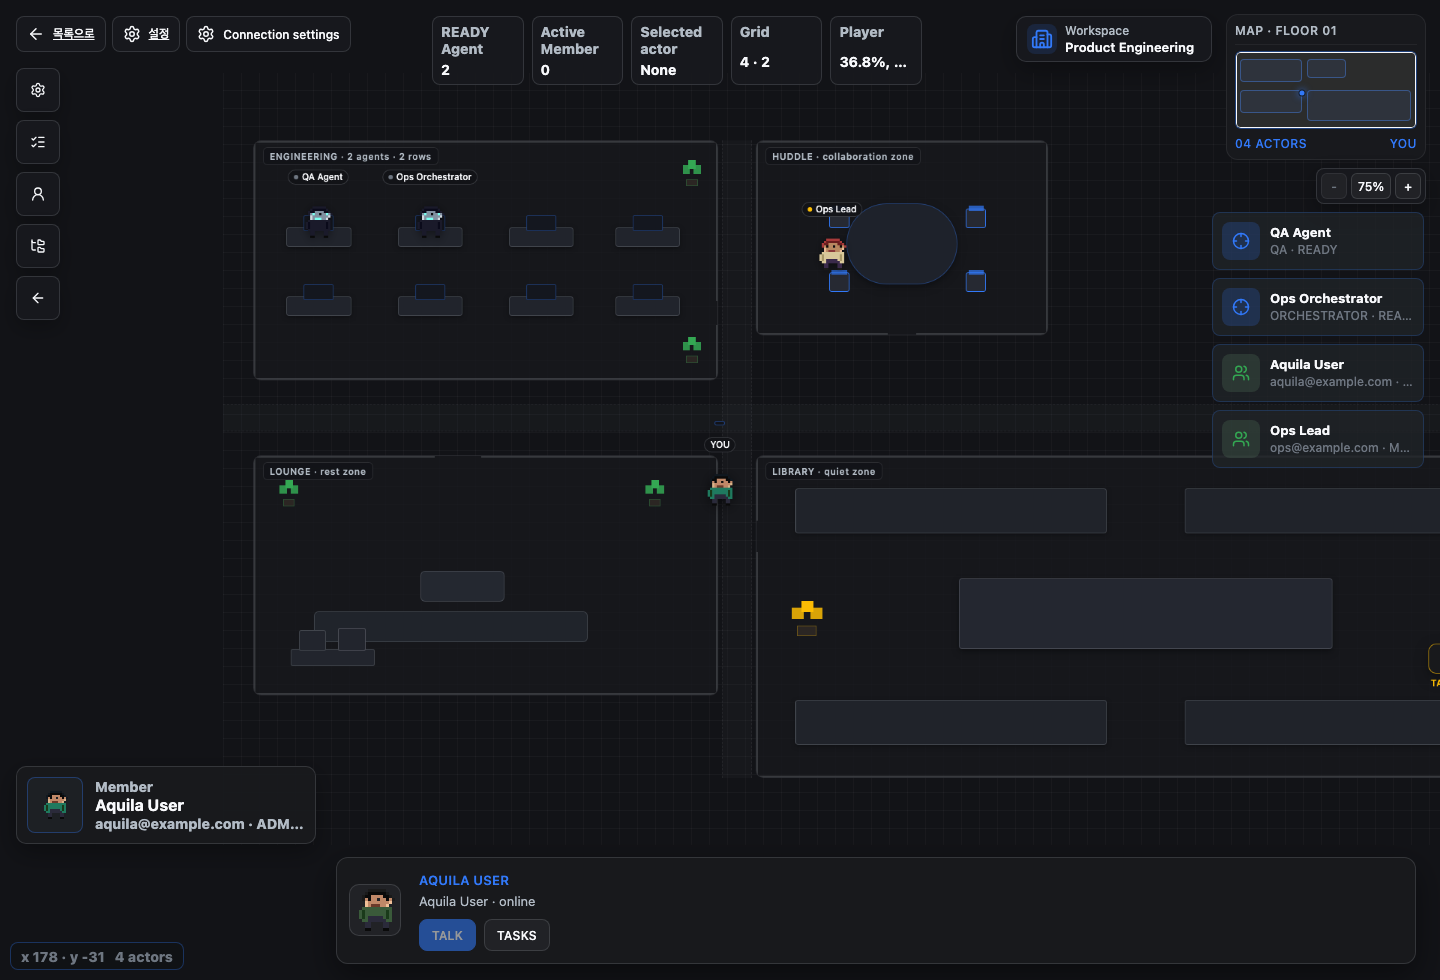 목록으로
설정
Connection settings
READY Agent
2
Active Member
0
Selected actor
None
Grid
4 · 2
Player
36.8%, ...
Workspace
Product Engineering
MAP · FLOOR 01
04 ACTORS
YOU
-
75%
+
QA Agent
QA · READY
Ops Orchestrator
ORCHESTRATOR · REA...
Aquila User
aquila@example.com · ...
Ops Lead
ops@example.com · M...
ENGINEERING · 2 agents · 2 rows
QA Agent
Ops Orchestrator
HUDDLE · collaboration zone
Ops Lead
YOU
LOUNGE · rest zone
LIBRARY · quiet zone
Member
Aquila User
aquila@example.com · ADM...
AQUILA USER
Aquila User · online
TALK
TASKS
x 178 · y -31 4 actors